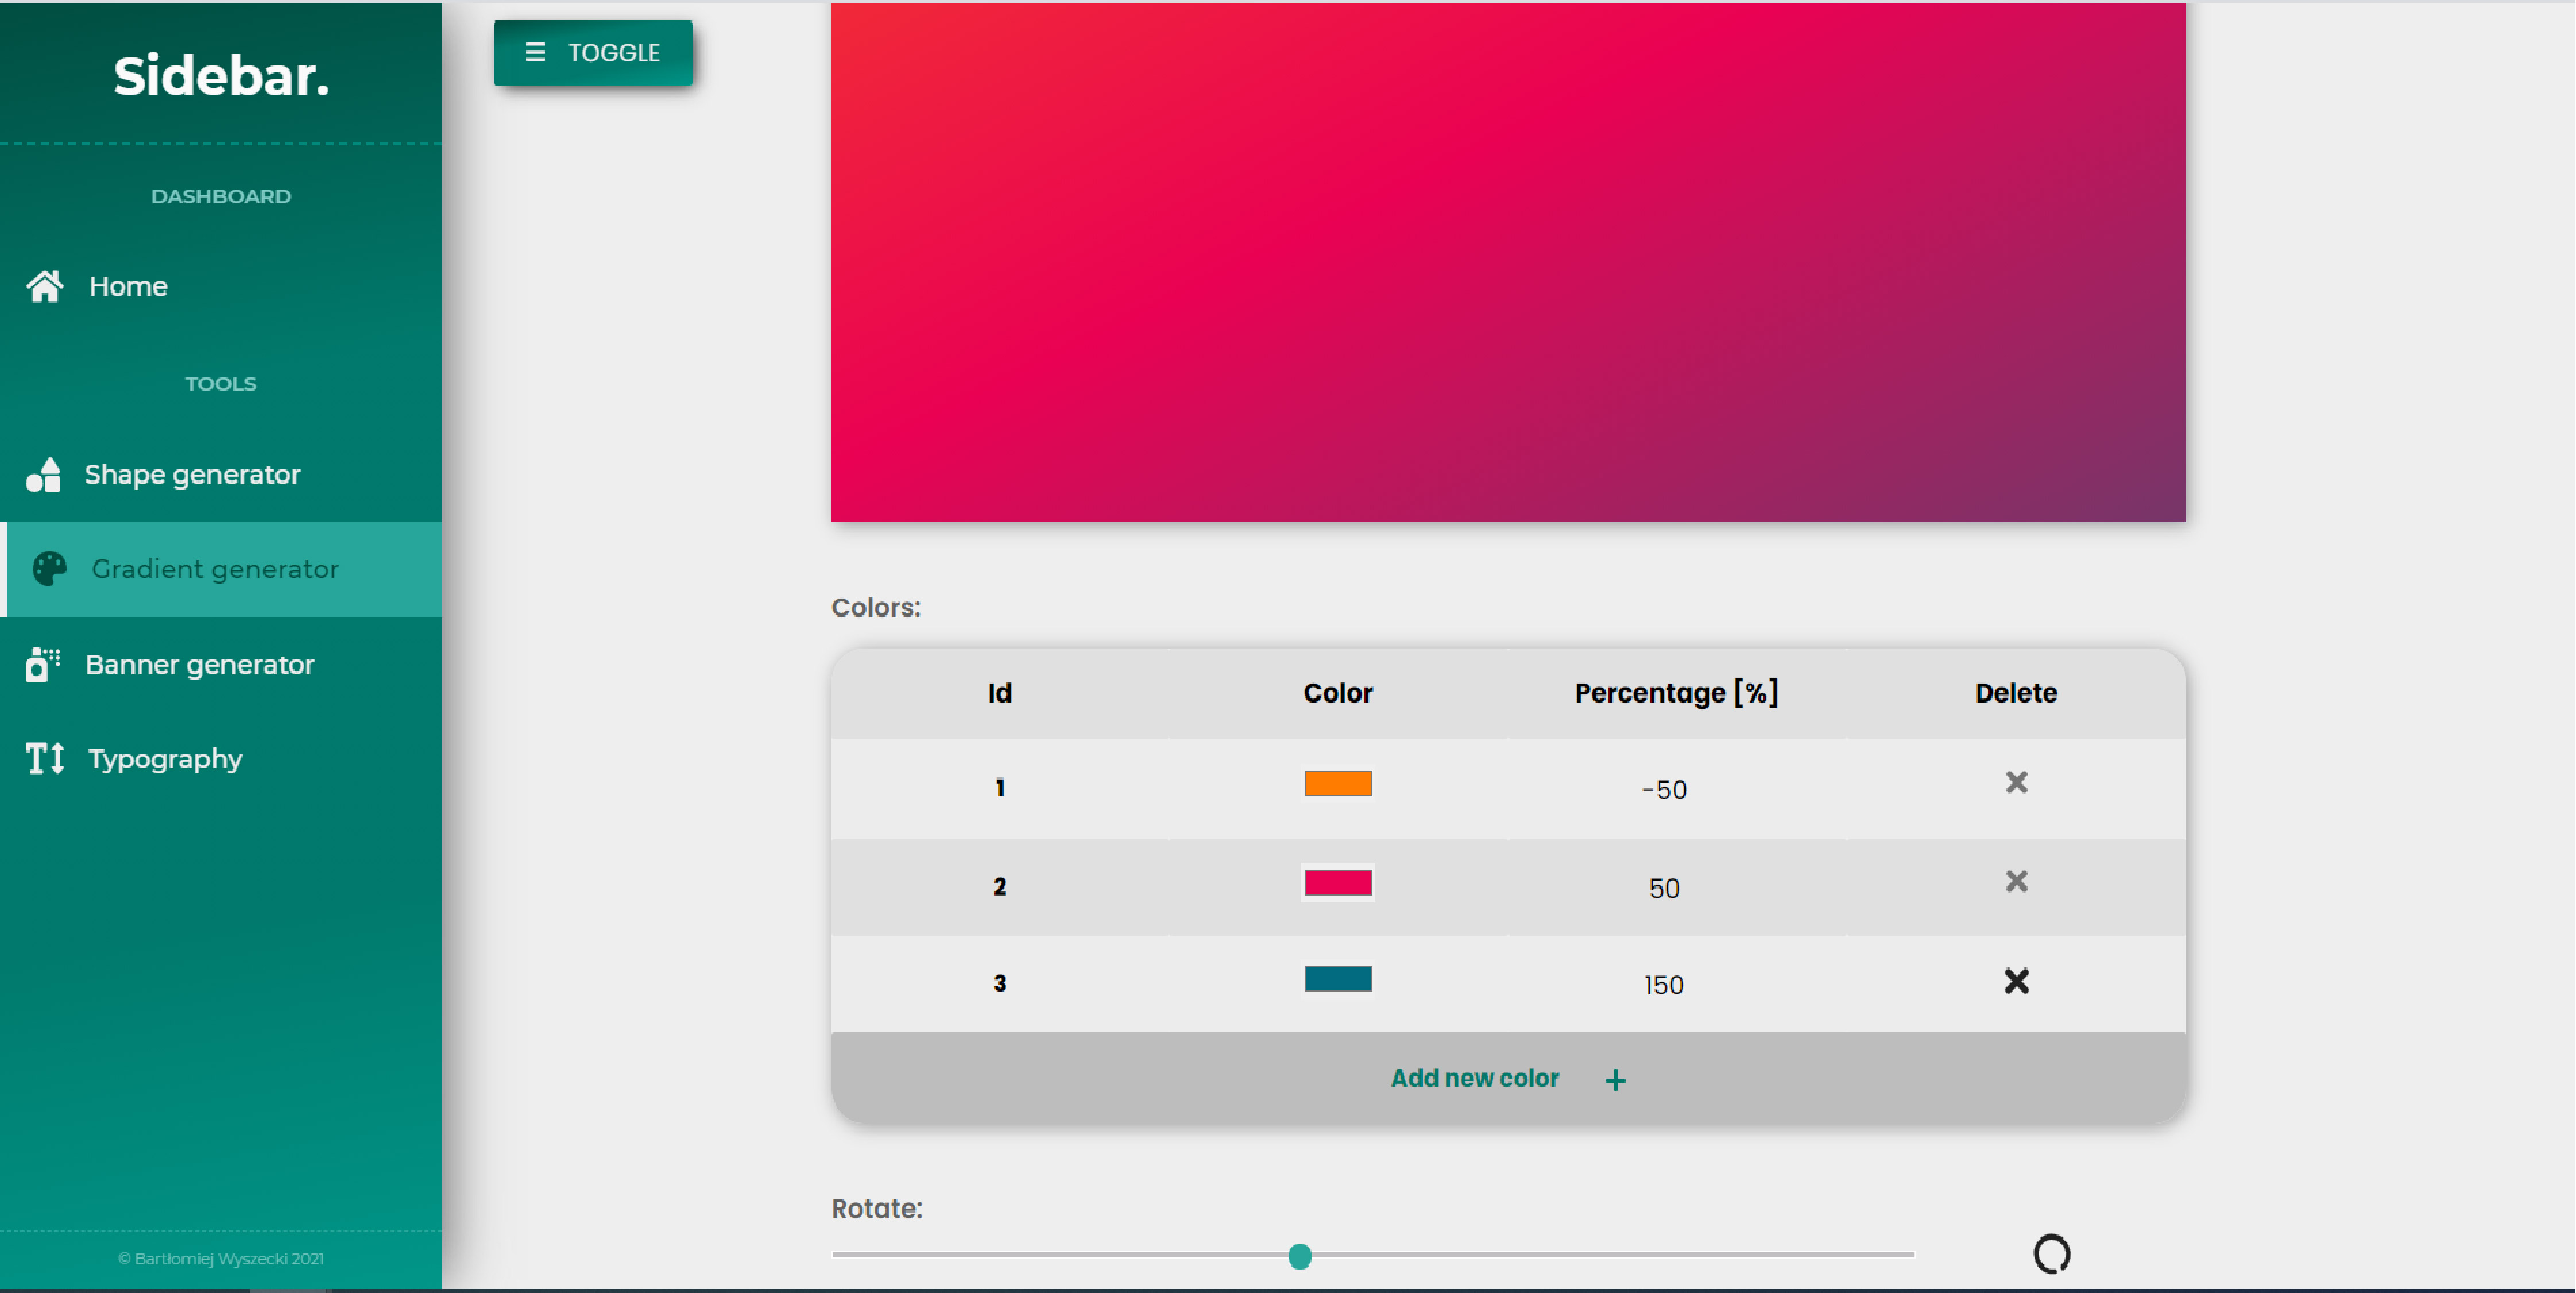 Sidebar.
DASHBOARD
Home
TOOLS
Shape generator
Gradient generator
Banner generator
Typography
© Bartłomiej Wyszecki 2021
TOGGLE
Colors:
Id Color Percentage [%] Delete
1 -50
2 50
3 150
Add new color +
Rotate: